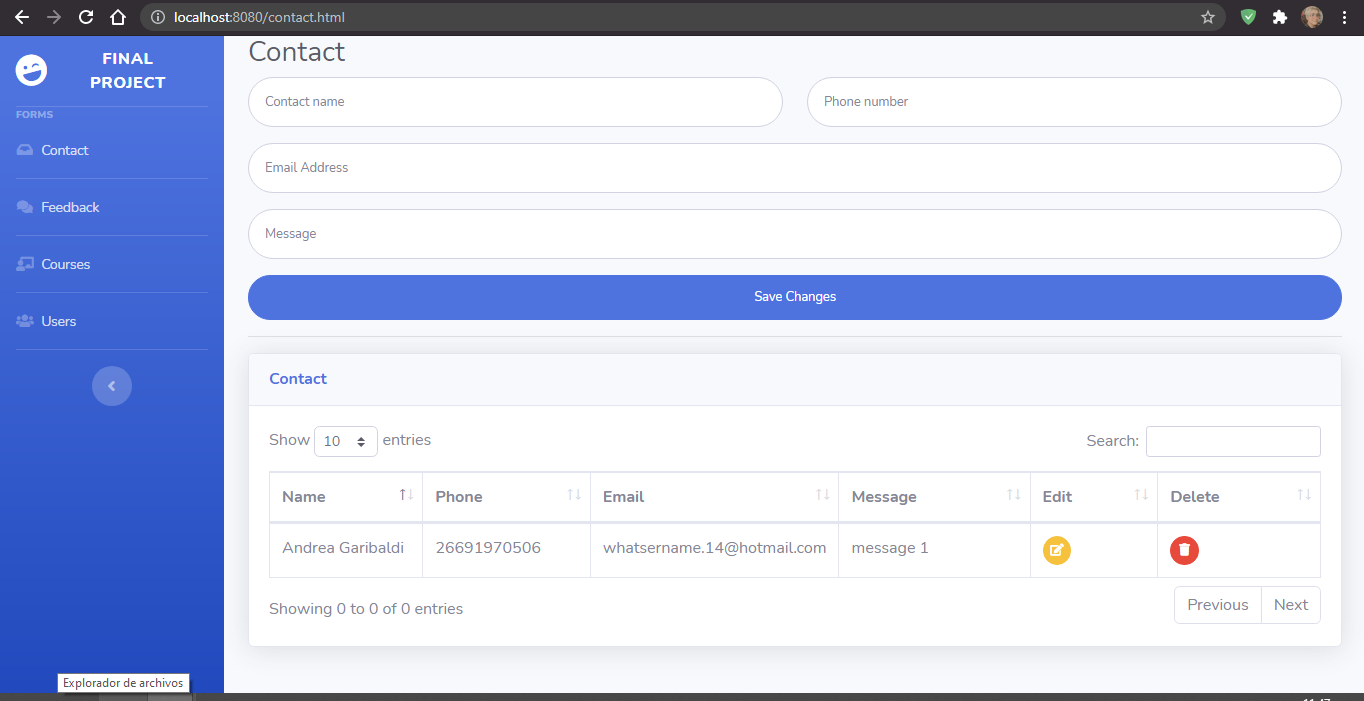 localhost:8080/contact.html
FINAL
PROJECT
FORMS
Contact
Feedback
Courses
Users
Contact
Contact name
Phone number
Email Address
Message
Save Changes
Contact
Show 10 entries
Search:
Name Phone Email Message Edit Delete
Andrea Garibaldi 26691970506 whatsername.14@hotmail.com message 1
Showing 0 to 0 of 0 entries
Previous Next
Explorador de archivos